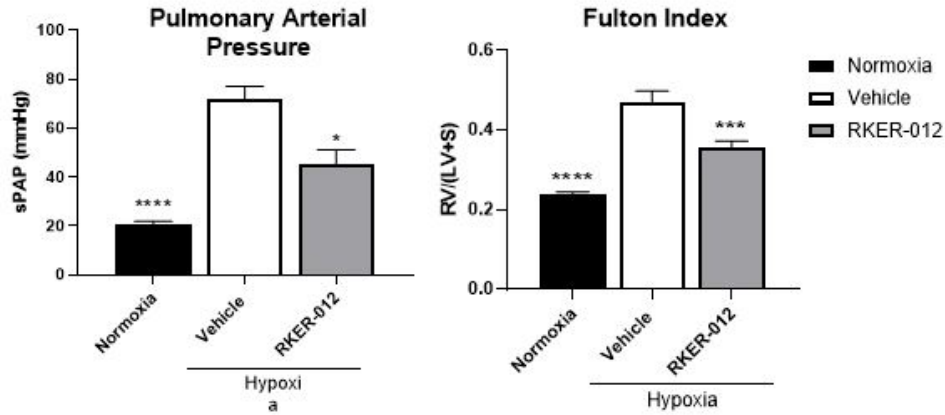 Pulmonary Arterial
Pressure
sPAP (mmHg)
100
80
60
40
20
0
****
*
Normoxia
Vehicle
RKER-012
Hypoxi
a
Fulton Index
RV/(LV+S)
0.6
0.4
0.2
0.0
****
***
Normoxia
Vehicle
RKER-012
Hypoxia
Normoxia
Vehicle
RKER-012